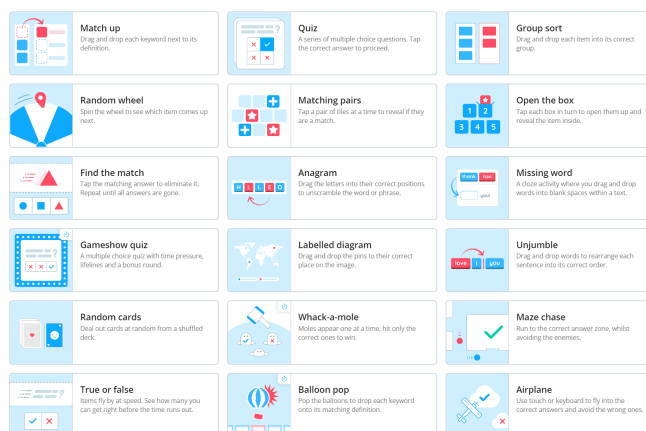 Match up
Drag and drop each keyword next to its
definition.
Quiz
A series of multiple choice questions. Tap
the correct answer to proceed.
Group sort
Drag and drop each item into its correct
group.
Random wheel
Spin the wheel to see which item comes up
next.
Matching pairs
Tap a pair of tiles at a time to reveal if they
are a match.
1 2
3 4 5
Open the box
Tap each box in turn to open them up and
reveal the item inside.
Find the match
Tap the matching answer to eliminate it.
Repeat until all answers are gone.
H L L E O
Anagram
Drag the letters into their correct positions
to unscramble the word or phrase.
thank
you!
Missing word
A cloze activity where you drag and drop
words into blank spaces within a text.
Gameshow quiz
A multiple choice quiz with time pressure,
lifelines and a bonus round.
Labelled diagram
Drag and drop the pins to their correct
place on the image.
love I you
Unjumble
Drag and drop words to rearrange each
sentence into its correct order.
Random cards
Deal out cards at random from a shuffled
deck.
Whack-a-mole
Moles appear one at a time, hit only the
correct ones to win.
Maze chase
Run to the correct answer zone, whilst
avoiding the enemies.
True or false
Items fly by at speed. See how many you
can get right before the time runs out.
Balloon pop
Pop the balloons to drop each keyword
onto its matching definition.
Airplane
Use touch or keyboard to fly into the
correct answers and avoid the wrong ones.